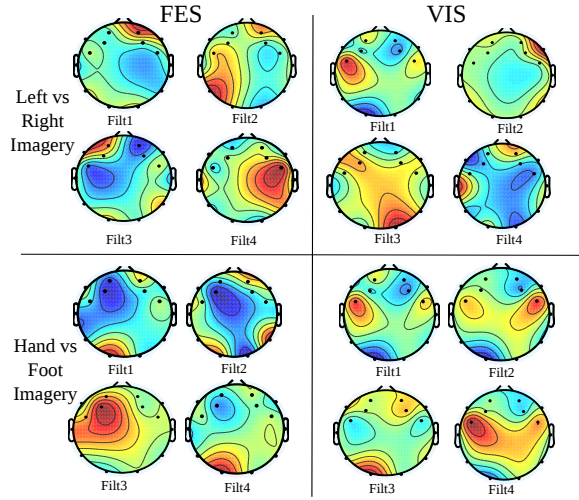 FES
VIS
Left vs
Right
Imagery
Filt1
Filt2
Filt1
Filt2
Filt3
Filt4
Filt3
Filt4
Hand vs
Foot
Imagery
Filt1
Filt2
Filt1
Filt2
Filt3
Filt4
Filt3
Filt4